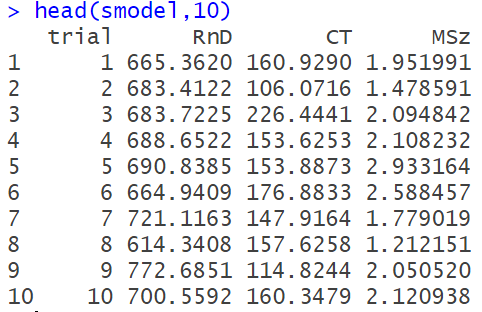 > head(smodel,10)
trial RnD CT MSz
1 1 665.3620 160.9290 1.951991
2 2 683.4122 106.0716 1.478591
3 3 683.7225 226.4441 2.094842
4 4 688.6522 153.6253 2.108232
5 5 690.8385 153.8873 2.933164
6 6 664.9409 176.8833 2.588457
7 7 721.1163 147.9164 1.779019
8 8 614.3408 157.6258 1.212151
9 9 772.6851 114.8244 2.050520
10 10 700.5592 160.3479 2.120938